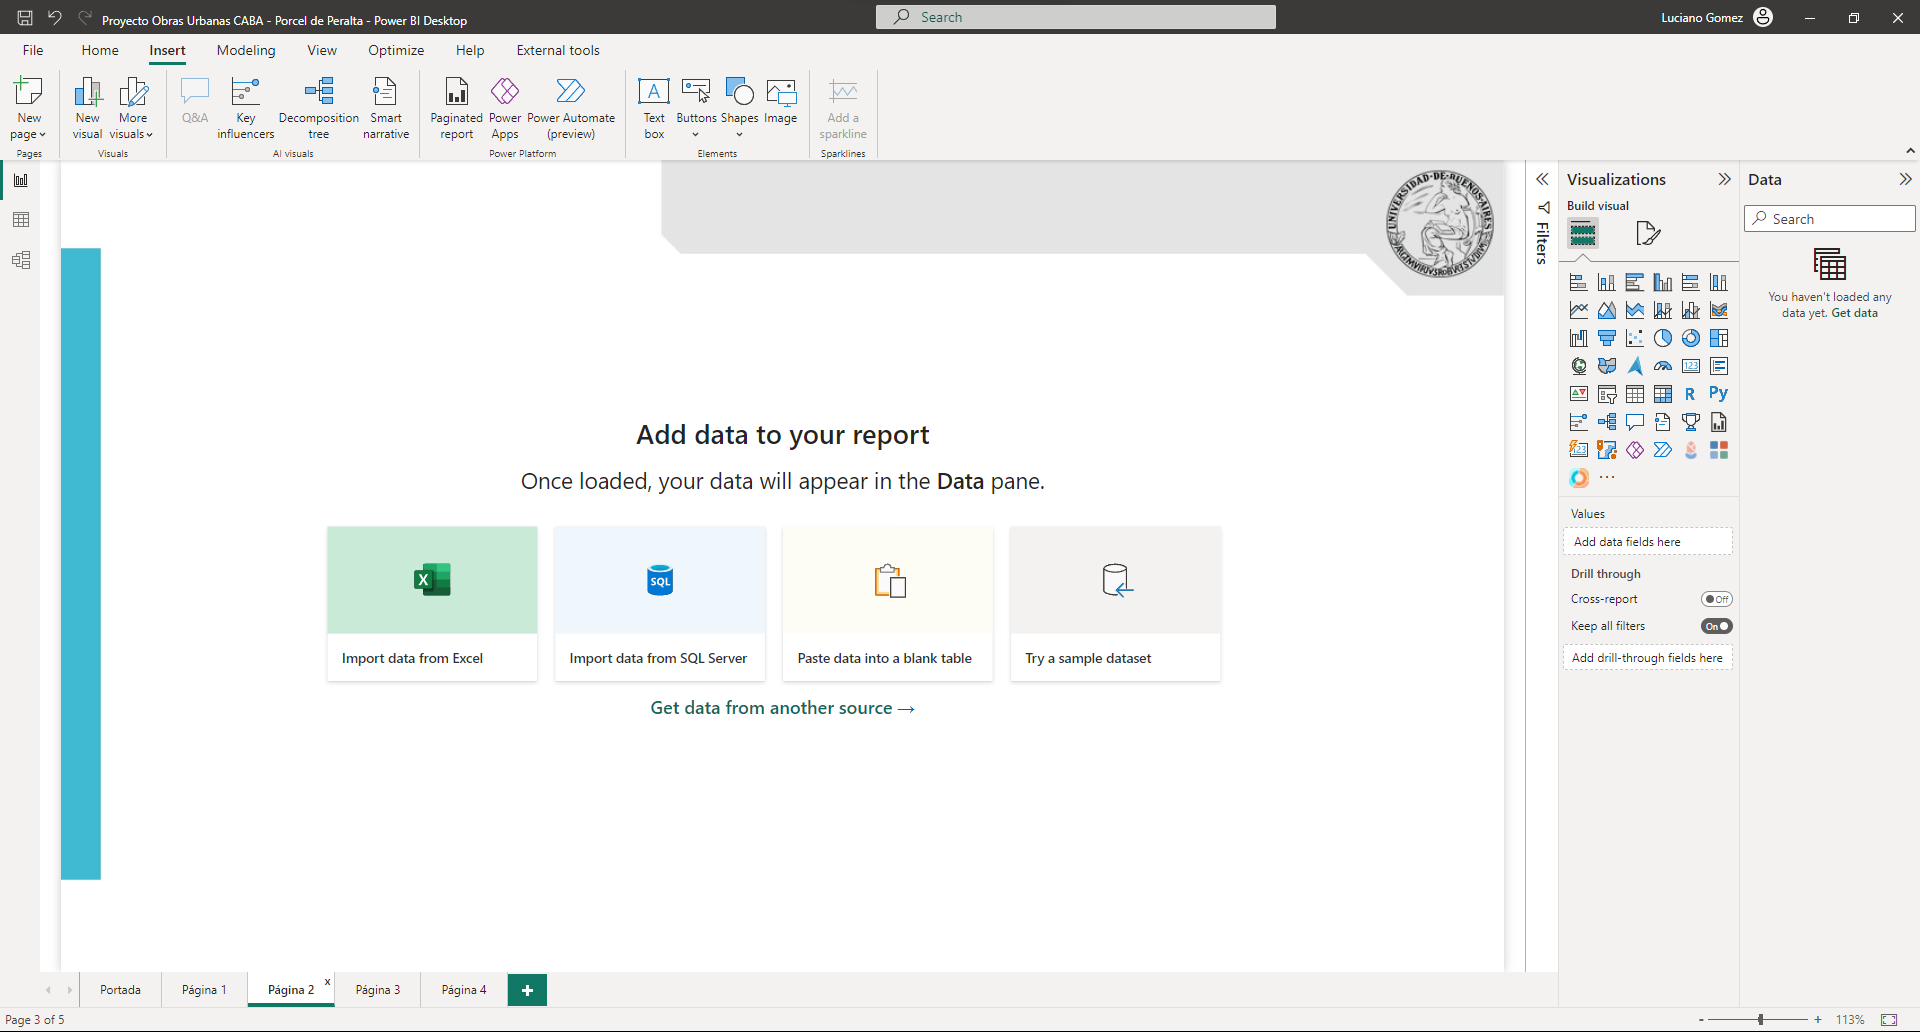 Proyecto Obras Urbanas CABA - Porcel de Peralta - Power BI Desktop
Search
Luciano Gomez
File
Home
Insert
Modeling
View
Optimize
Help
External tools
New page
New visual
More visuals
Q&A
Key influencers
Decomposition tree
Smart narrative
Paginated report
Power Apps
Power Automate (preview)
A
Text box
Buttons
Shapes
Image
Add a sparkline
Pages
Visuals
AI visuals
Power Platform
Elements
Sparklines
UNIVERSIDAD·DE·BUENOS·AIRES
Filters
Visualizations
Build visual
123
R
Py
123
Values
Add data fields here
Drill through
Cross-report
Off
Keep all filters
On
Add drill-through fields here
Data
Search
You haven't loaded any
data yet. Get data
Add data to your report
Once loaded, your data will appear in the Data pane.
X
SQL
Import data from Excel
Import data from SQL Server
Paste data into a blank table
Try a sample dataset
Get data from another source →
Portada
Página 1
Página 2
x
Página 3
Página 4
+
Page 3 of 5
- + 113%